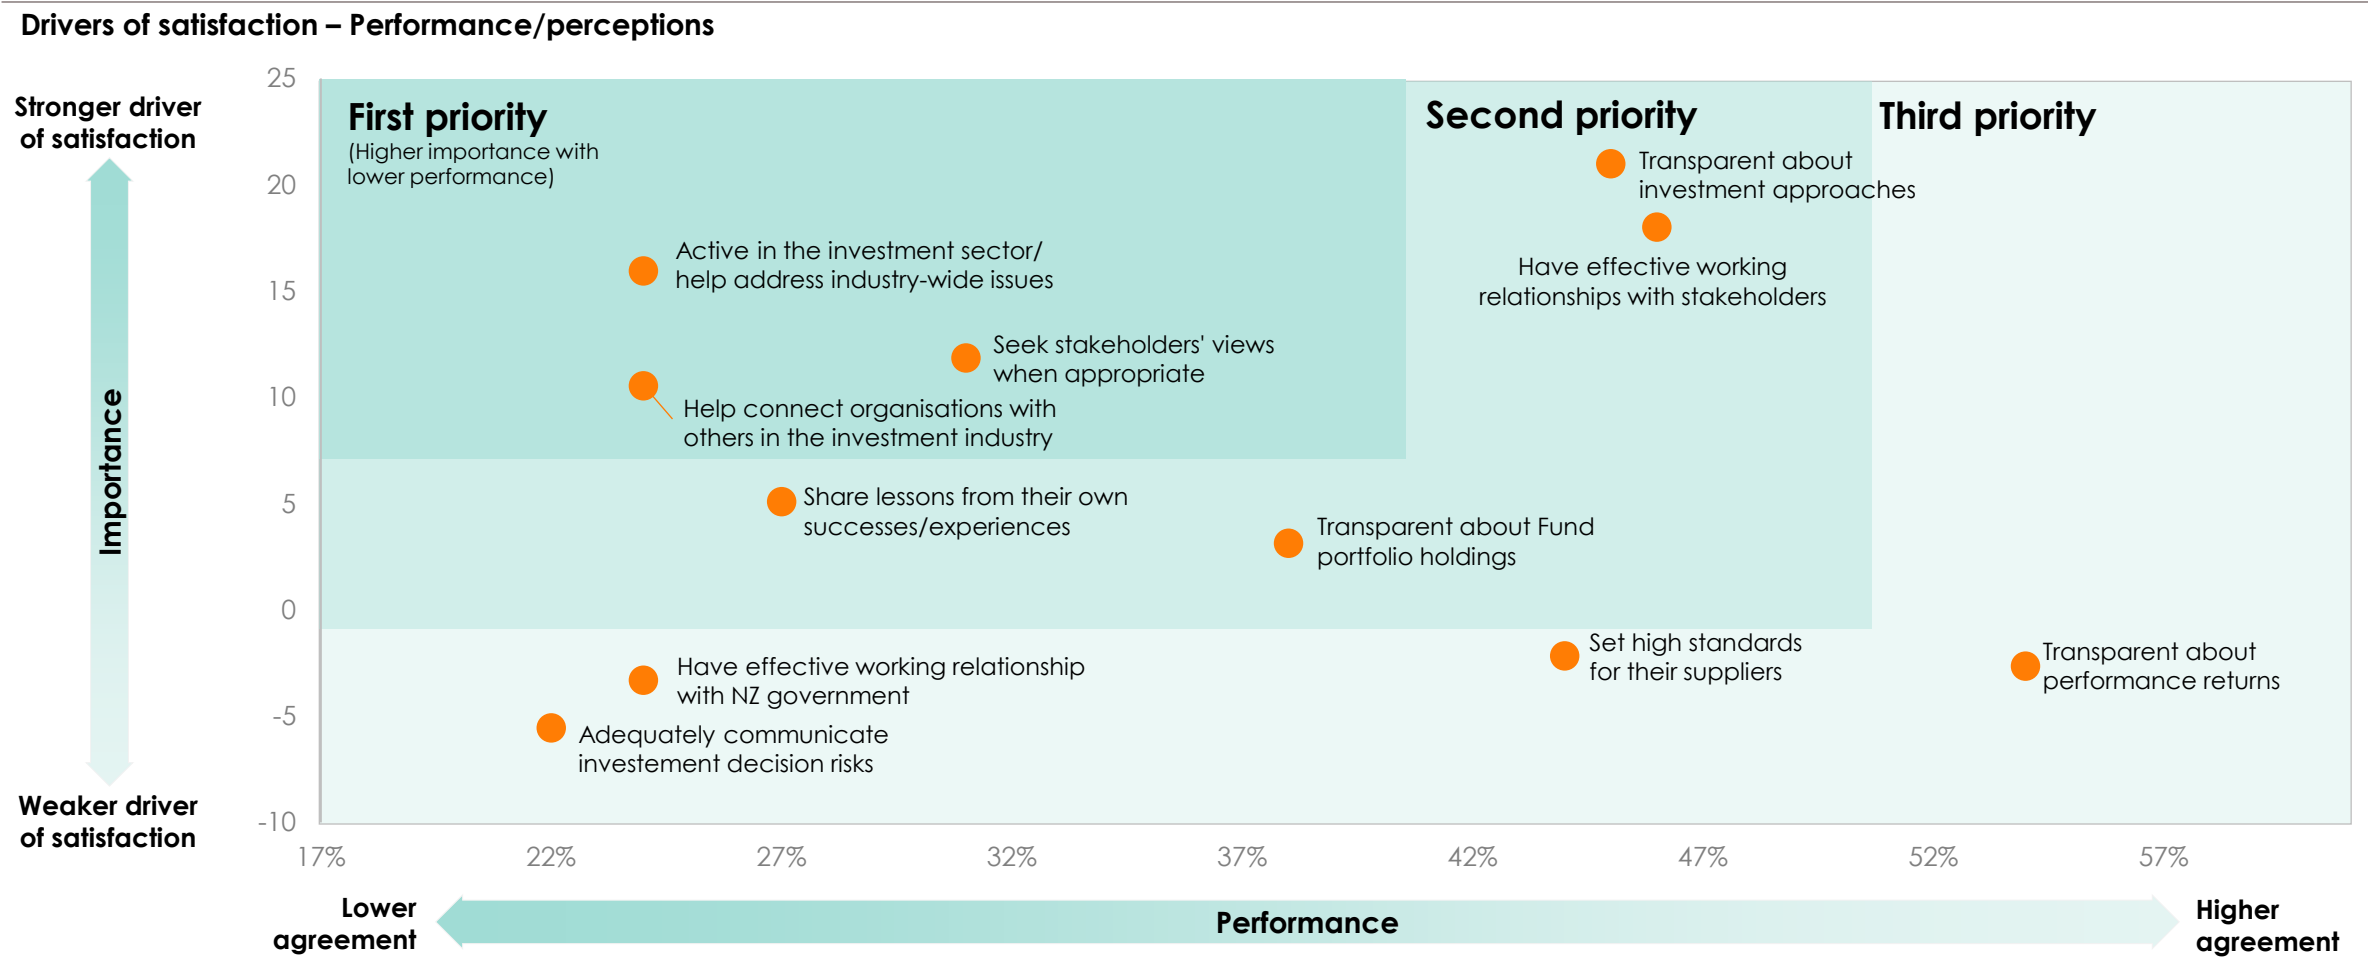 Drivers of satisfaction – Performance/perceptions
Stronger driver
of satisfaction
Importance
Weaker driver
of satisfaction
25
20
15
10
5
0
-5
-10
First priority
(Higher importance with
lower performance)
Second priority
Third priority
Transparent about
investment approaches
Have effective working
relationships with stakeholders
Active in the investment sector/
help address industry-wide issues
Seek stakeholders' views
when appropriate
Help connect organisations with
others in the investment industry
Share lessons from their own
successes/experiences
Transparent about Fund
portfolio holdings
Set high standards
for their suppliers
Transparent about
performance returns
Have effective working relationship
with NZ government
Adequately communicate
investement decision risks
17%
22%
27%
32%
37%
42%
47%
52%
57%
Lower
agreement
Performance
Higher
agreement